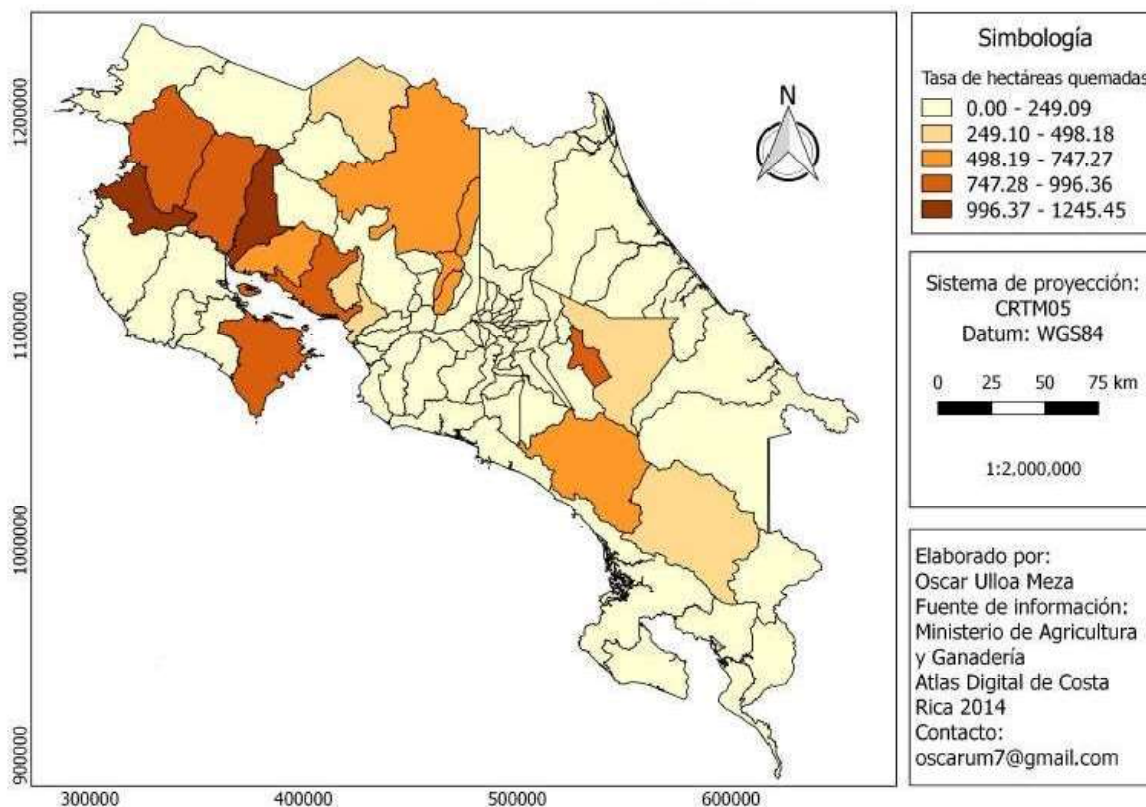 Simbología
Tasa de hectáreas quemadas
0.00 - 249.09
249.10 - 498.18
498.19 - 747.27
747.28 - 996.36
996.37 - 1245.45
N
Sistema de proyección:
CRTM05
Datum: WGS84
0 25 50 75 km
1:2,000,000
Elaborado por:
Oscar Ulloa Meza
Fuente de información:
Ministerio de Agricultura
y Ganadería
Atlas Digital de Costa
Rica 2014
Contacto:
oscarum7@gmail.com
1200000
1100000
1000000
9000000
300000 400000 500000 600000